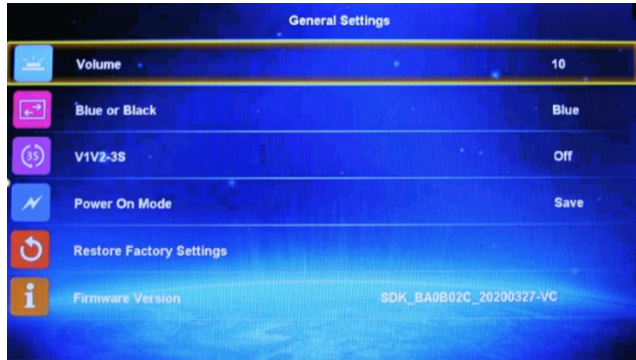 General Settings
Volume 10
Blue or Black Blue
3S V1V2-3S Off
Power On Mode Save
Restore Factory Settings
i Firmware Version SDK_BA0B02C_20200327-VC